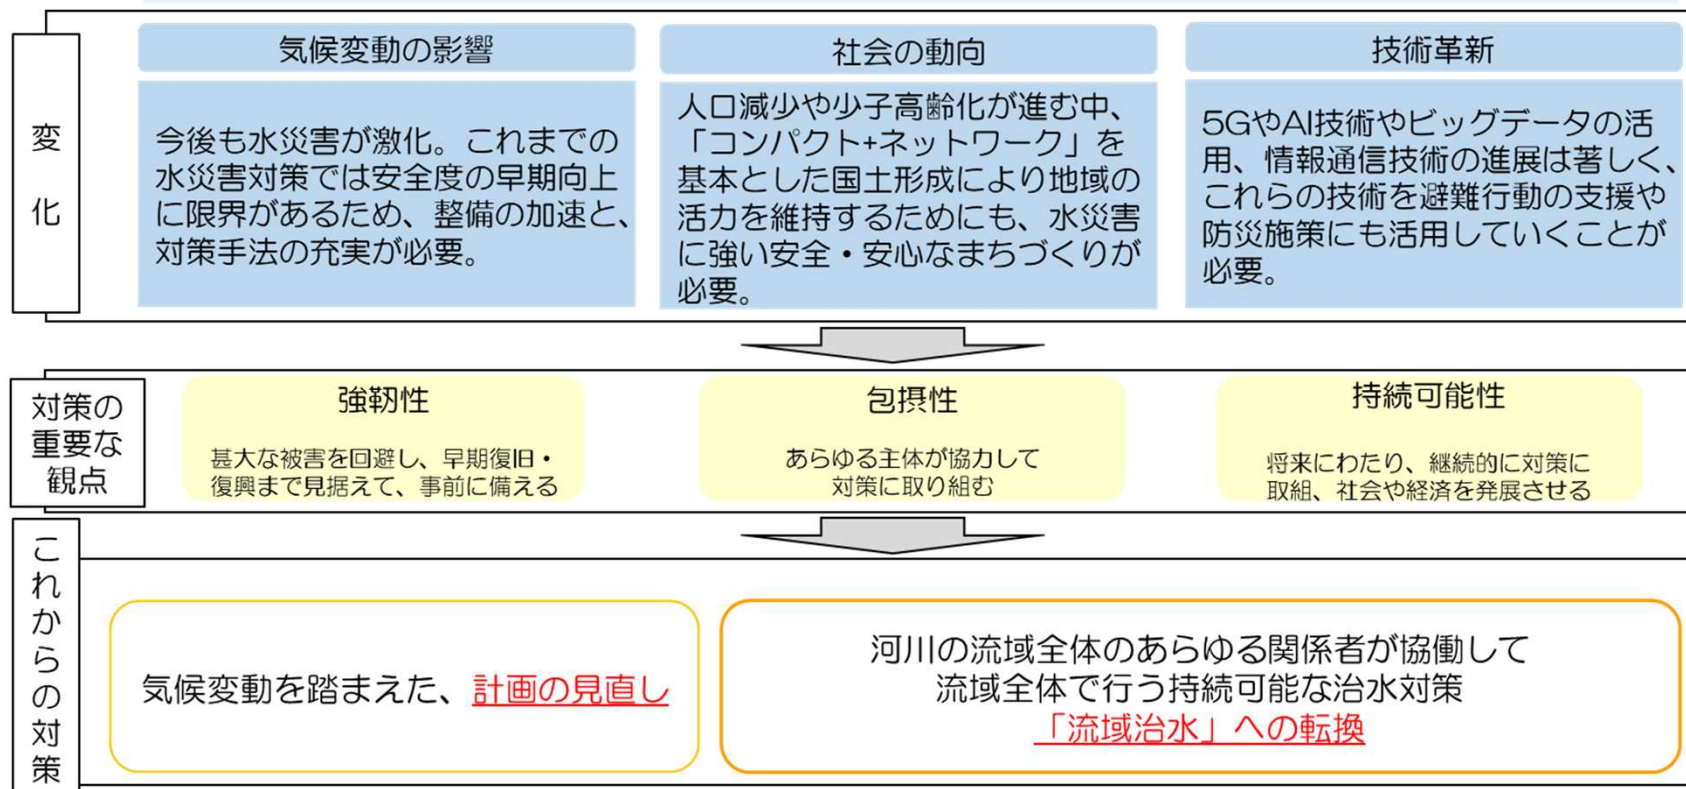 変化
気候変動の影響
今後も水災害が激化。これまでの
水災害対策では安全度の早期向上
に限界があるため、整備の加速と、
対策手法の充実が必要。
社会の動向
人口減少や少子高齢化が進む中、
「コンパクト+ネットワーク」を
基本とした国土形成により地域の
活力を維持するためにも、水災害
に強い安全・安心なまちづくりが
必要。
技術革新
5GやAI技術やビッグデータの活
用、情報通信技術の進展は著しく、
これらの技術を避難行動の支援や
防災施策にも活用していくことが
必要。
対策の
重要な
観点
強靭性
甚大な被害を回避し、早期復旧・
復興まで見据えて、事前に備える
包摂性
あらゆる主体が協力して
対策に取り組む
持続可能性
将来にわたり、継続的に対策に
取組、社会や経済を発展させる
これからの対策
気候変動を踏まえた、計画の見直し
河川の流域全体のあらゆる関係者が協働して
流域全体で行う持続可能な治水対策
「流域治水」への転換